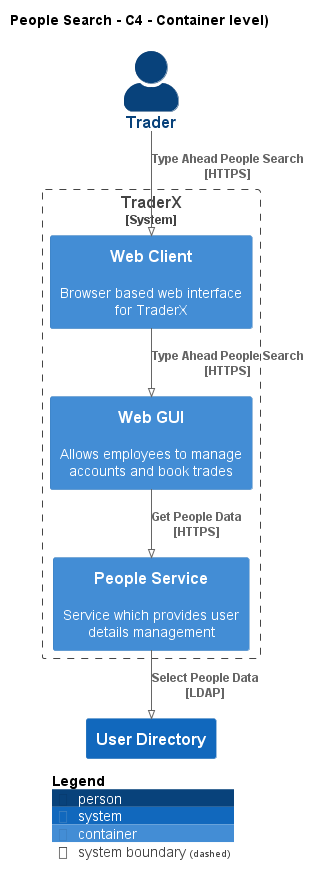 People Search - C4 - Container level)
Trader
Type Ahead People Search
[HTTPS]
TraderX
[System]
Web Client
Browser based web interface
for TraderX
Type Ahead People Search
[HTTPS]
Web GUI
Allows employees to manage
accounts and book trades
Get People Data
[HTTPS]
People Service
Service which provides user
details management
Select People Data
[LDAP]
User Directory
Legend
person
system
container
system boundary (dashed)